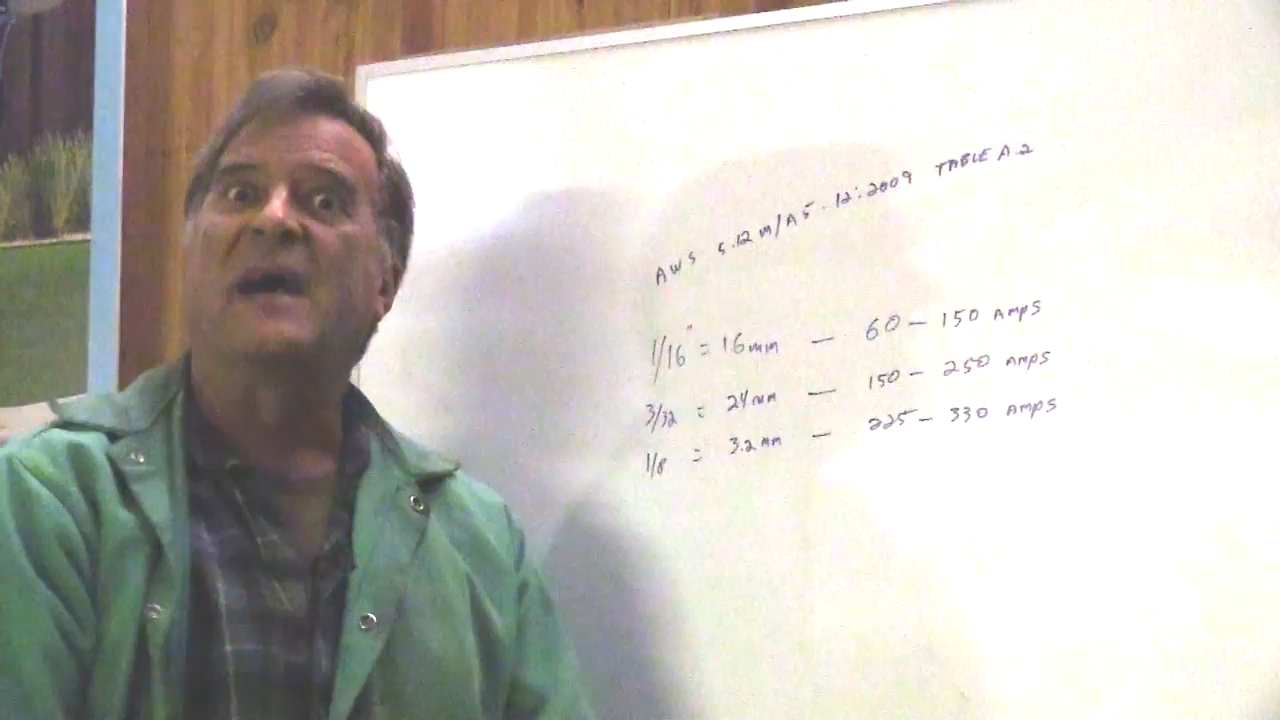 AWS 5.12M/A5.12:2009 TABLE A.2
1/16" = 16mm — 60 – 150 AMPS
3/32 = 24mm — 150 – 250 AMPS
1/8 = 3.2mm — 225 – 330 AMPS